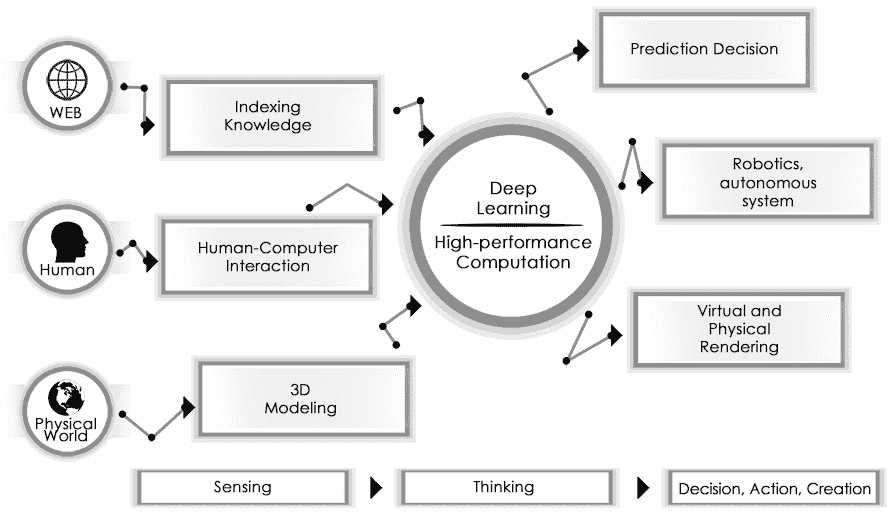 WEB
Indexing
Knowledge
Human
Human-Computer
Interaction
Physical
World
3D
Modeling
Deep
Learning
High-performance
Computation
Prediction Decision
Robotics,
autonomous
system
Virtual and
Physical
Rendering
Sensing
Thinking
Decision, Action, Creation